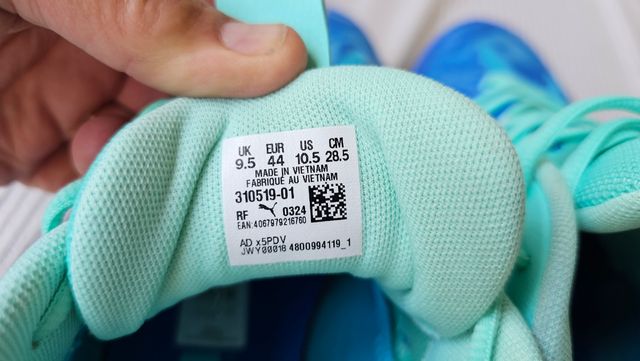 UK EUR US CM
9.5 44 10.5 28.5
MADE IN VIETNAM
FABRIQUÉ AU VIETNAM
310519-01
RF 0324
EAN: 4067979216760
AD x5PDV
JWY00018 4800994119_1